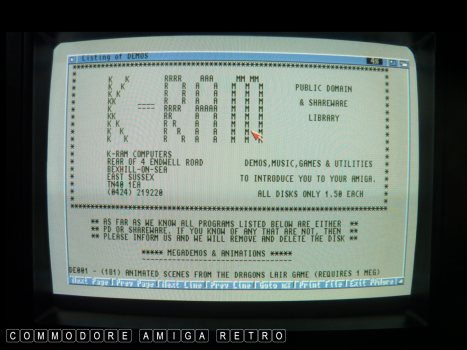 Listing of DEMOS
K-RAM
PUBLIC DOMAIN
& SHAREWARE
LIBRARY
K-RAM COMPUTERS
REAR OF 4 ENDWELL ROAD
BEXHILL-ON-SEA
EAST SUSSEX
TN40 1EA
(0424) 219220
DEMOS,MUSIC,GAMES & UTILITIES
TO INTRODUCE YOU TO YOUR AMIGA.
ALL DISKS ONLY 1.50 EACH
** AS FAR AS WE KNOW ALL PROGRAMS LISTED BELOW ARE EITHER **
** PD OR SHAREWARE. IF YOU KNOW OF ANY THAT ARE NOT, THEN **
** PLEASE INFORM US AND WE WILL REMOVE AND DELETE THE DISK **
***** MEGADEMOS & ANIMATIONS *****
DE001 - (181) ANIMATED SCENES FROM THE DRAGONS LAIR GAME (REQUIRES 1 MEG)
Next Page|Prev Page|Next Line|Prev Line|Goto %|Print File|Exit
COMMODORE AMIGA RETRO